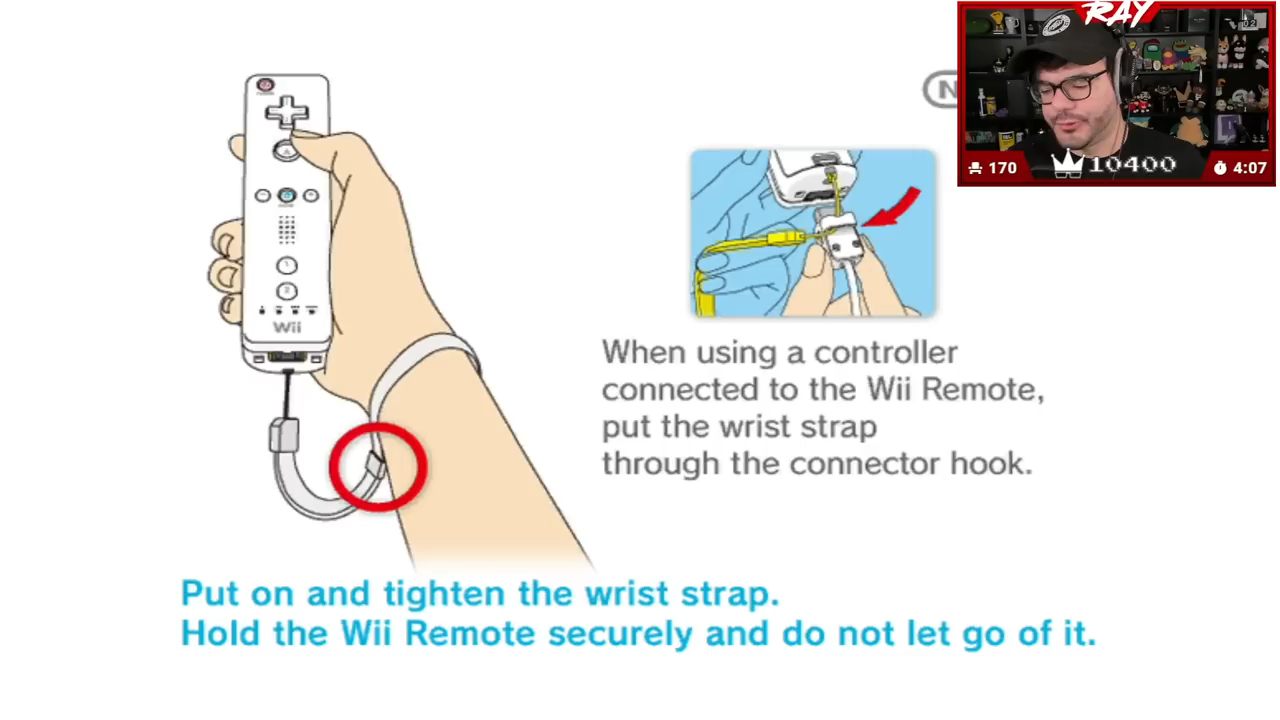 RAY
170
10400
4:07
N
A
1
2
Wii
When using a controller
connected to the Wii Remote,
put the wrist strap
through the connector hook.
Put on and tighten the wrist strap.
Hold the Wii Remote securely and do not let go of it.